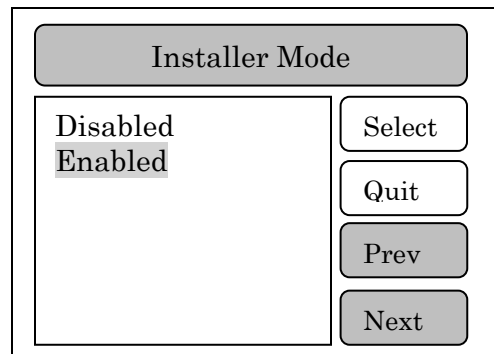 Installer Mode
Disabled
Enabled
Select
Quit
Prev
Next